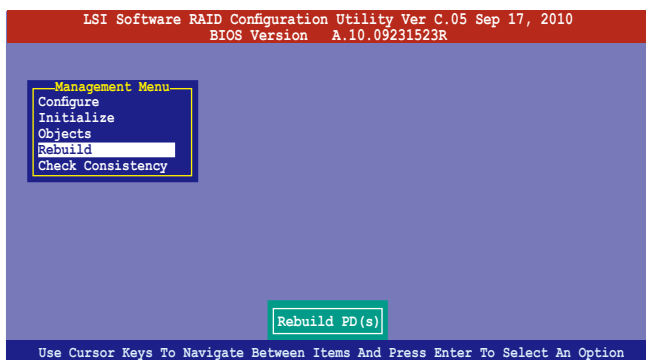 LSI Software RAID Configuration Utility Ver C.05 Sep 17, 2010
BIOS Version A.10.09231523R
Management Menu
Configure
Initialize
Objects
Rebuild
Check Consistency
Rebuild PD(s)
Use Cursor Keys To Navigate Between Items And Press Enter To Select An Option